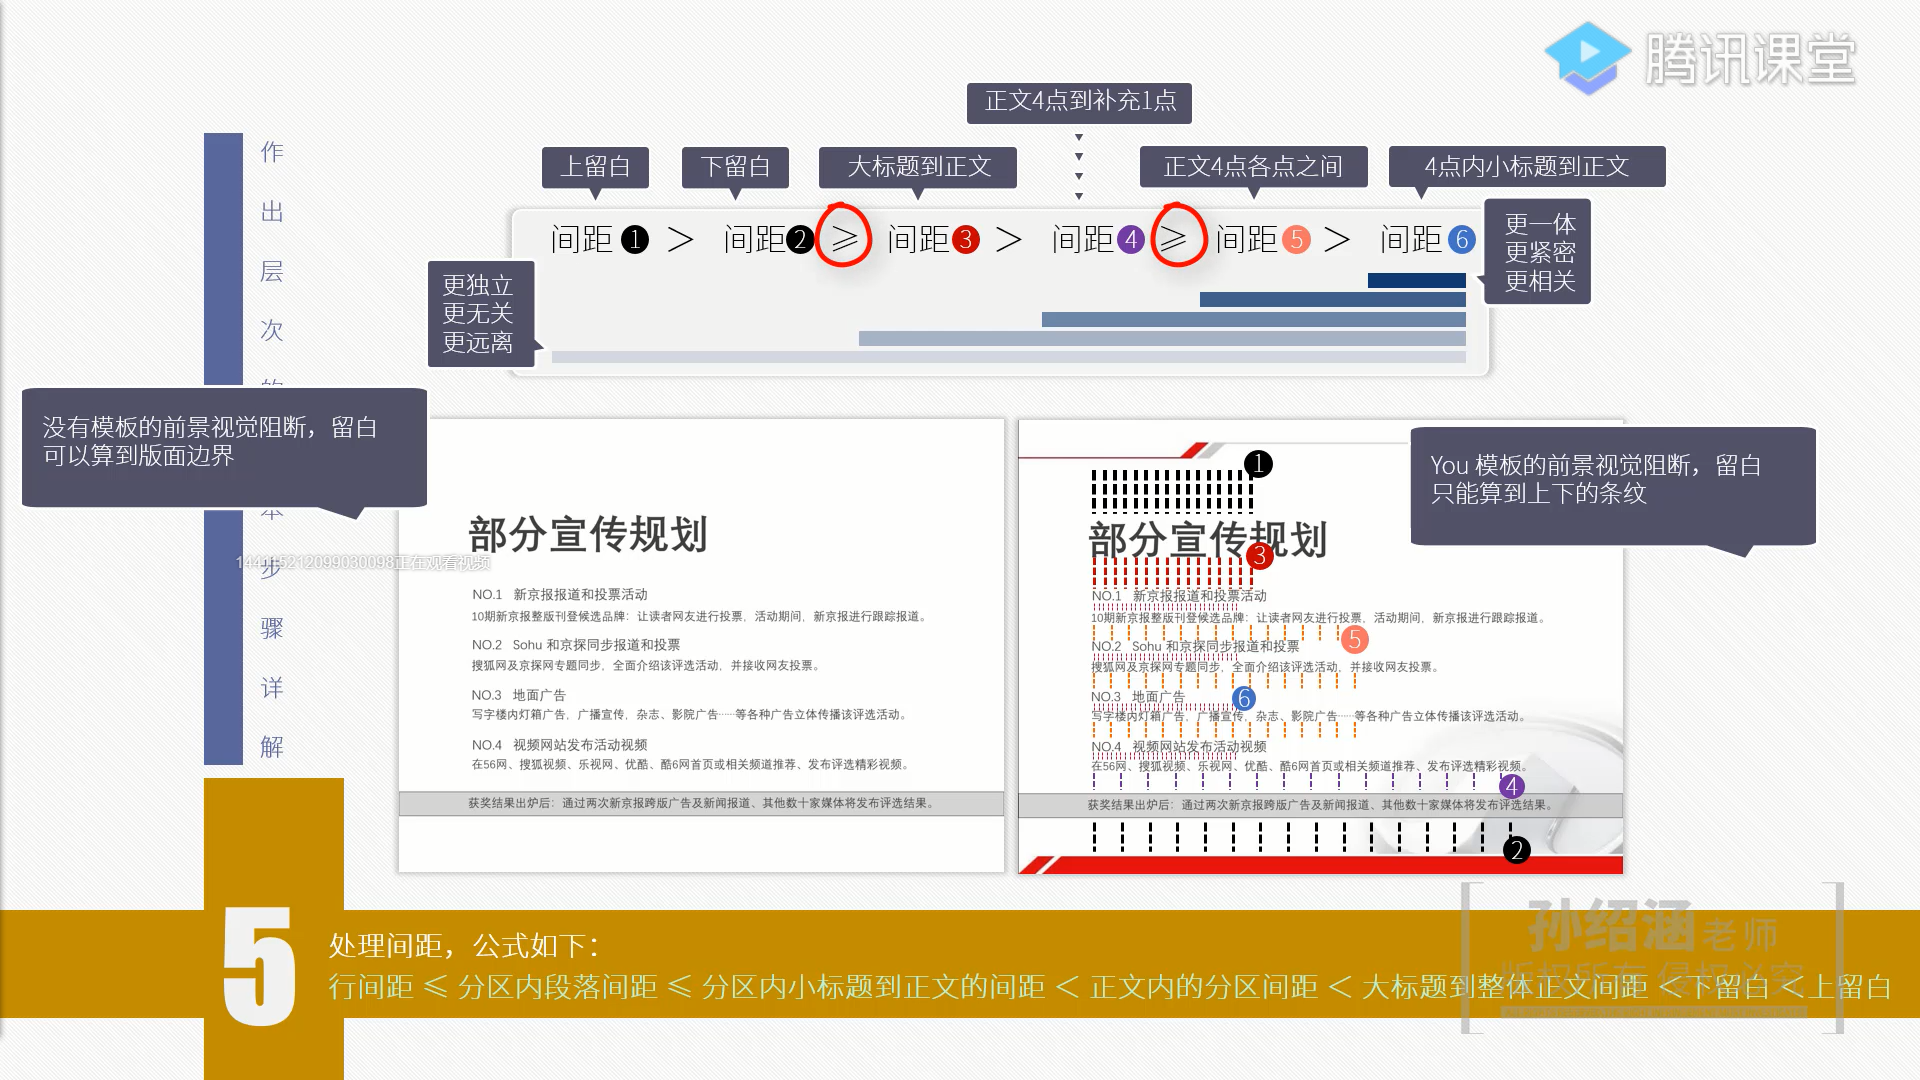 腾讯课堂
正文4点到补充1点
上留白
下留白
大标题到正文
正文4点各点之间
4点内小标题到正文
间距 1 ＞ 间距 2 ⩾ 间距 3 ＞ 间距 4 ⩾ 间距 5 ＞ 间距 6
更一体
更紧密
更相关
更独立
更无关
更远离
作
出
层
次
步
骤
详
解
没有模板的前景视觉阻断，留白
可以算到版面边界
You 模板的前景视觉阻断，留白
只能算到上下的条纹
144115212099030098正在观看视频
部分宣传规划
NO.1 新京报报道和投票活动
10期新京报整版刊登候选品牌：让读者网友进行投票，活动期间，新京报进行跟踪报道。
NO.2 Sohu 和京探同步报道和投票
搜狐网及京探网专题同步，全面介绍该评选活动，并接收网友投票。
NO.3 地面广告
写字楼内灯箱广告，广播宣传，杂志、影院广告······等各种广告立体传播该评选活动。
NO.4 视频网站发布活动视频
在56网、搜狐视频、乐视网、优酷、酷6网首页或相关频道推荐、发布评选精彩视频。
获奖结果出炉后：通过两次新京报跨版广告及新闻报道、其他数十家媒体将发布评选结果。
1
部分宣传规划
3
NO.1 新京报报道和投票活动
10期新京报整版刊登候选品牌：让读者网友进行投票，活动期间，新京报进行跟踪报道。
5
NO.2 Sohu 和京探同步报道和投票
搜狐网及京探网专题同步，全面介绍该评选活动，并接收网友投票。
NO.3 地面广告
6
写字楼内灯箱广告，广播宣传，杂志、影院广告······等各种广告立体传播该评选活动。
NO.4 视频网站发布活动视频
在56网、搜狐视频、乐视网、优酷、酷6网首页或相关频道推荐、发布评选精彩视频。
4
获奖结果出炉后：通过两次新京报跨版广告及新闻报道、其他数十家媒体将发布评选结果。
2
5
处理间距，公式如下：
行间距 ⩽ 分区内段落间距 ⩽ 分区内小标题到正文的间距 ＜ 正文内的分区间距 ＜ 大标题到整体正文间距 ＜下留白 ＜上留白
孙绍涵老师
版权所有 侵权必究